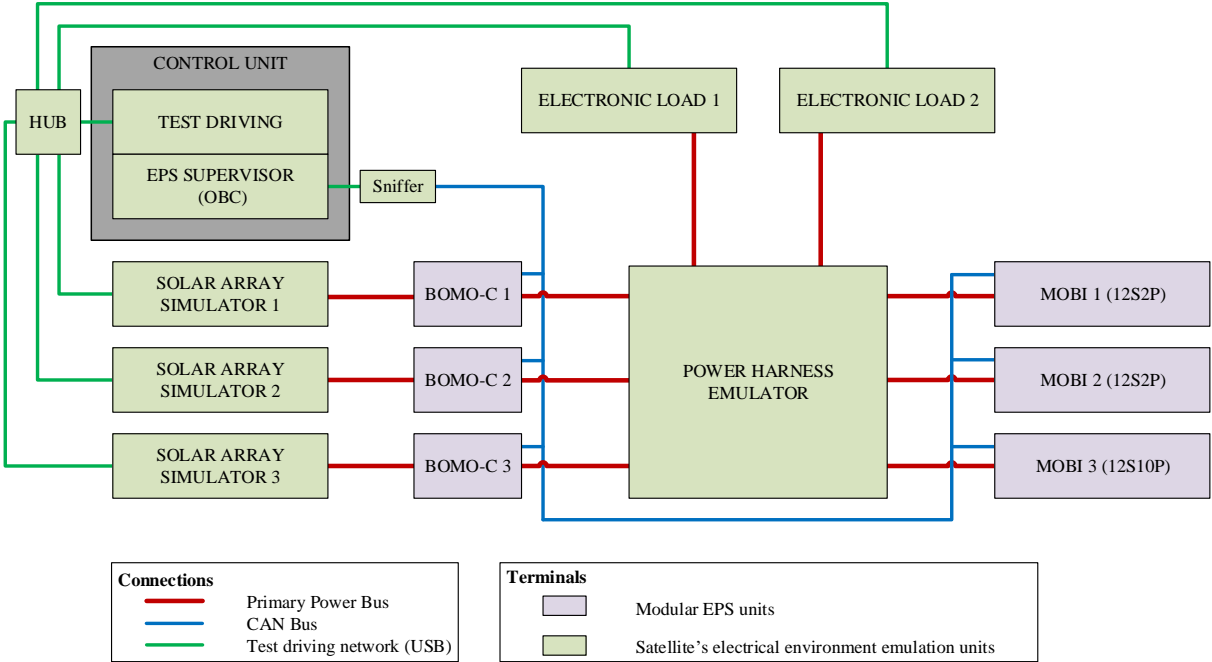 CONTROL UNIT
HUB
TEST DRIVING
EPS SUPERVISOR
(OBC)
Sniffer
ELECTRONIC LOAD 1
ELECTRONIC LOAD 2
SOLAR ARRAY
SIMULATOR 1
BOMO-C 1
MOBI 1 (12S2P)
SOLAR ARRAY
SIMULATOR 2
BOMO-C 2
POWER HARNESS
EMULATOR
MOBI 2 (12S2P)
SOLAR ARRAY
SIMULATOR 3
BOMO-C 3
MOBI 3 (12S10P)
Connections
Primary Power Bus
CAN Bus
Test driving network (USB)
Terminals
Modular EPS units
Satellite’s electrical environment emulation units